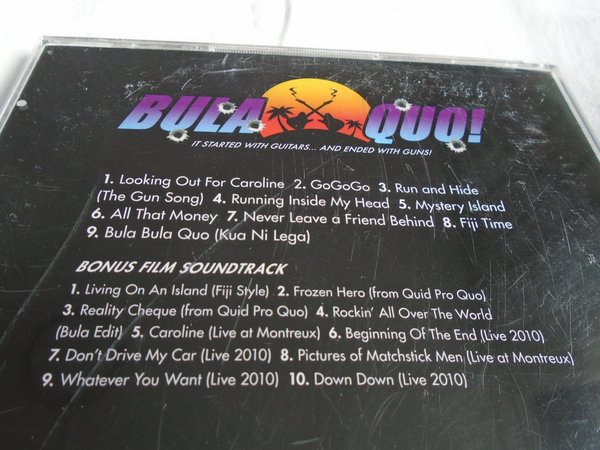 BULA QUO!
IT STARTED WITH GUITARS... AND ENDED WITH GUNS!
1. Looking Out For Caroline 2. GoGoGo 3. Run and Hide
(The Gun Song) 4. Running Inside My Head 5. Mystery Island
6. All That Money 7. Never Leave a Friend Behind 8. Fiji Time
9. Bula Bula Quo (Kua Ni Lega)
BONUS FILM SOUNDTRACK
1. Living On An Island (Fiji Style) 2. Frozen Hero (from Quid Pro Quo)
3. Reality Cheque (from Quid Pro Quo) 4. Rockin' All Over The World
(Bula Edit) 5. Caroline (Live at Montreux) 6. Beginning Of The End (Live 2010)
7. Don't Drive My Car (Live 2010) 8. Pictures of Matchstick Men (Live at Montreux)
9. Whatever You Want (Live 2010) 10. Down Down (Live 2010)